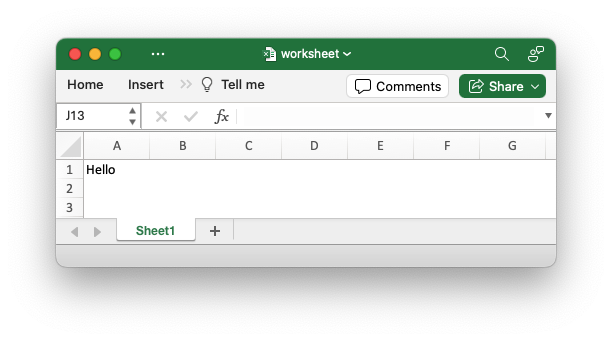 worksheet
Home Insert Tell me Comments Share
J13 fx
A B C D E F G
1 Hello
2
3
Sheet1 +